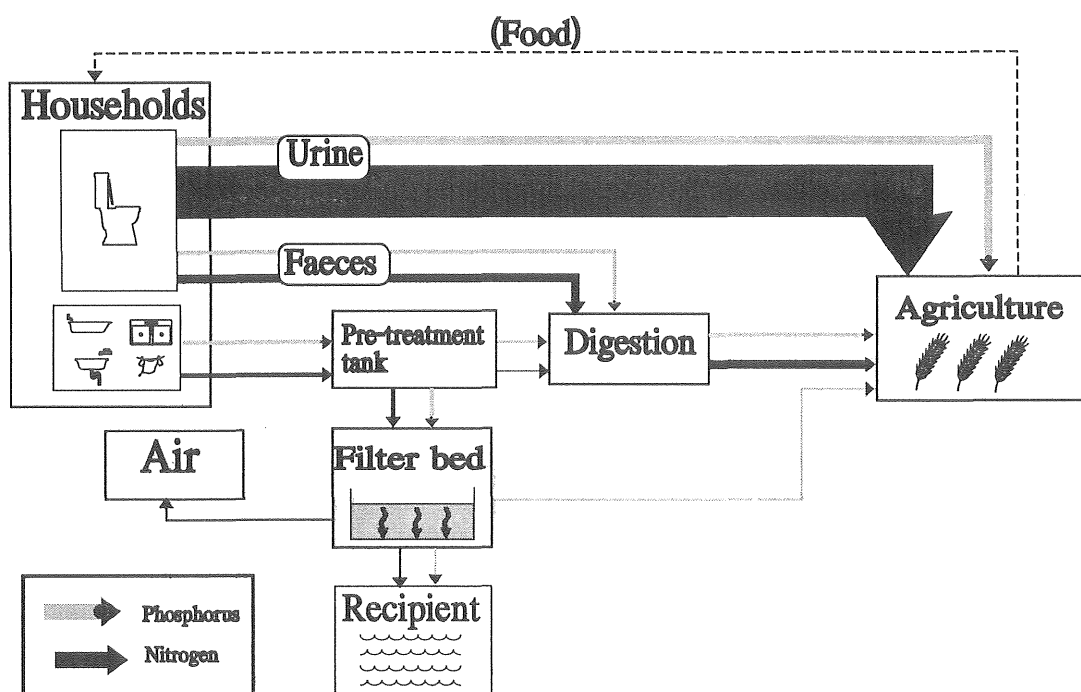 (Food)
Households
Urine
Faeces
Agriculture
Pre-treatment
tank
Digestion
Air
Filter bed
Recipient
Phosphorus
Nitrogen